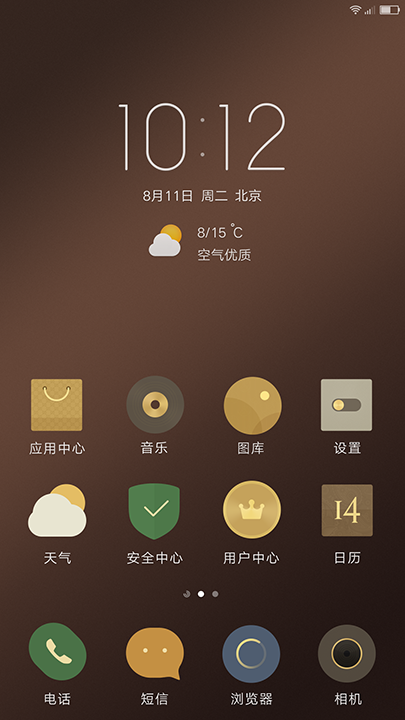 10:12
8月11日 周二 北京
8/15 ℃
空气优质
应用中心 音乐 图库 设置
14
天气 安全中心 用户中心 日历
电话 短信 浏览器 相机